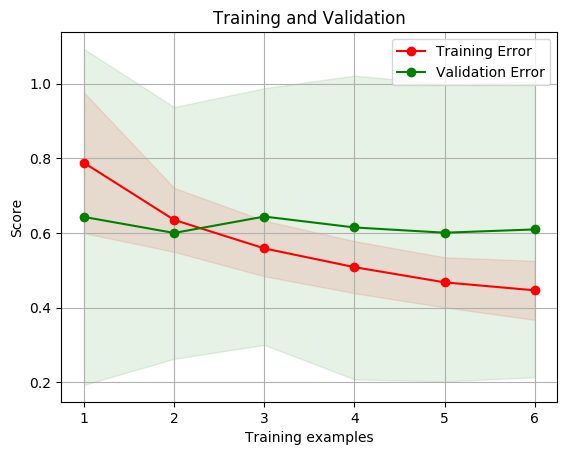 Training and Validation
Training Error
Validation Error
Score
1.0
0.8
0.6
0.4
0.2
1 2 3 4 5 6
Training examples